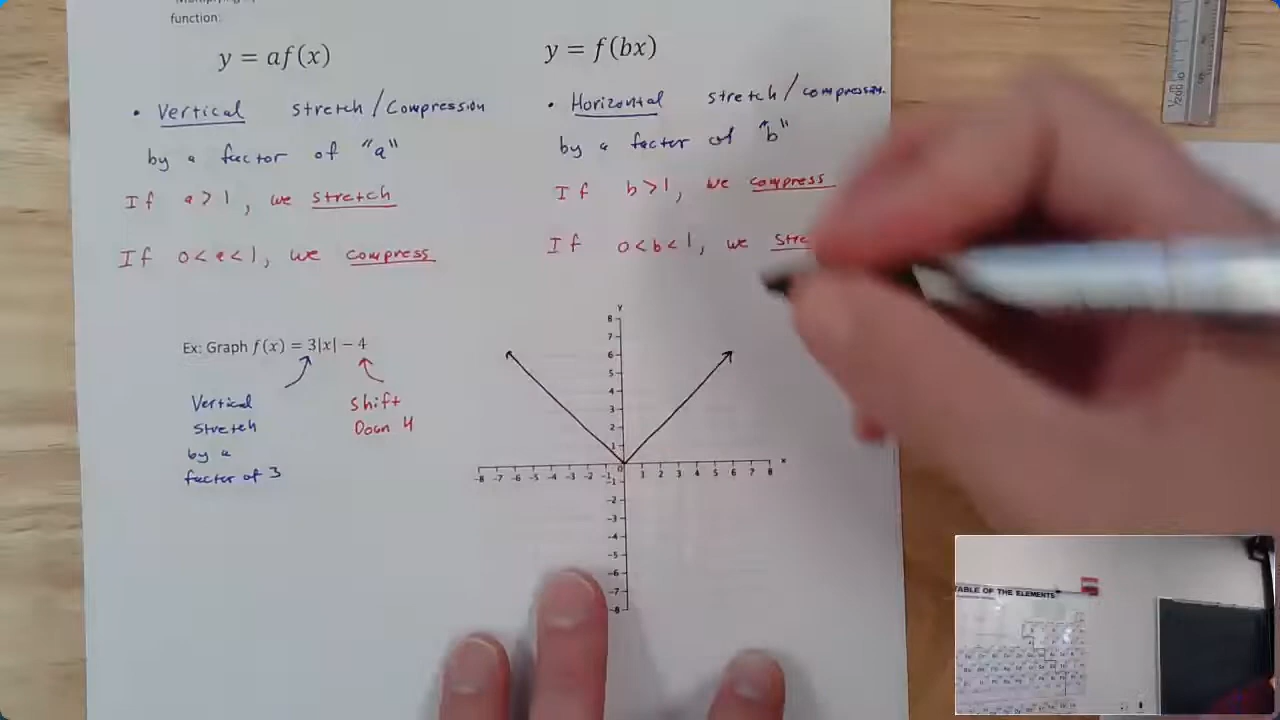 function:
y = af(x)
y = f(bx)
• Vertical stretch/Compression
by a factor of "a"
If a > 1, we stretch
If 0 < a < 1, we compress
• Horizontal stretch/compression.
by a factor of "b"
If b > 1, we compress
If 0 < b < 1, we
Ex: Graph f(x) = 3|x| − 4
Vertical
stretch
by a
factor of 3
shift
Down 4
y
8
7
6
5
4
3
2
1
-8 -7 -6 -5 -4 -3 -2 -1 0 1 2 3 4 5 6 7 8 x
-1
-2
-3
-4
-5
-6
-7
-8
TABLE OF THE ELEMENTS